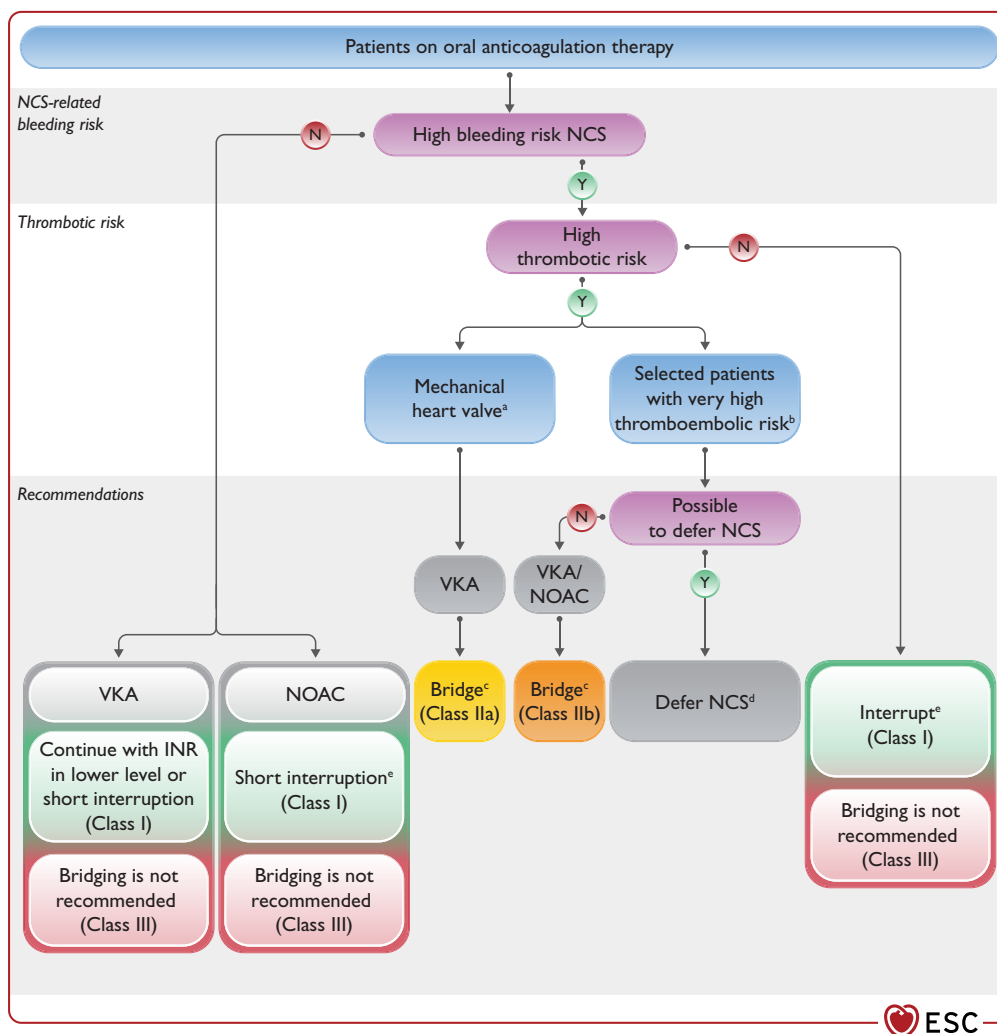 Patients on oral anticoagulation therapy
NCS-related
bleeding risk
N
High bleeding risk NCS
Y
Thrombotic risk
High
thrombotic risk
N
Y
Mechanical
heart valveᵃ
Selected patients
with very high
thromboembolic riskᵇ
Recommendations
N
Possible
to defer NCS
VKA
VKA/
NOAC
Y
VKA
Continue with INR
in lower level or
short interruption
(Class I)
Bridging is not
recommended
(Class III)
NOAC
Short interruptionᵉ
(Class I)
Bridging is not
recommended
(Class III)
Bridgeᶜ
(Class IIa)
Bridgeᶜ
(Class IIb)
Defer NCSᵈ
Interruptᵉ
(Class I)
Bridging is not
recommended
(Class III)
ESC